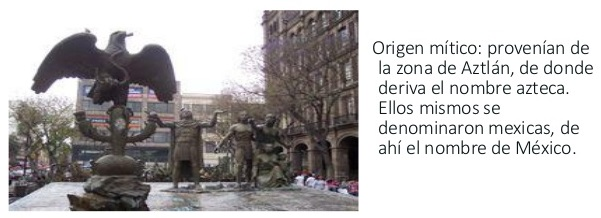 Origen mítico: provenían de
la zona de Aztlán, de donde
deriva el nombre azteca.
Ellos mismos se
denominaron mexicas, de
ahí el nombre de México.